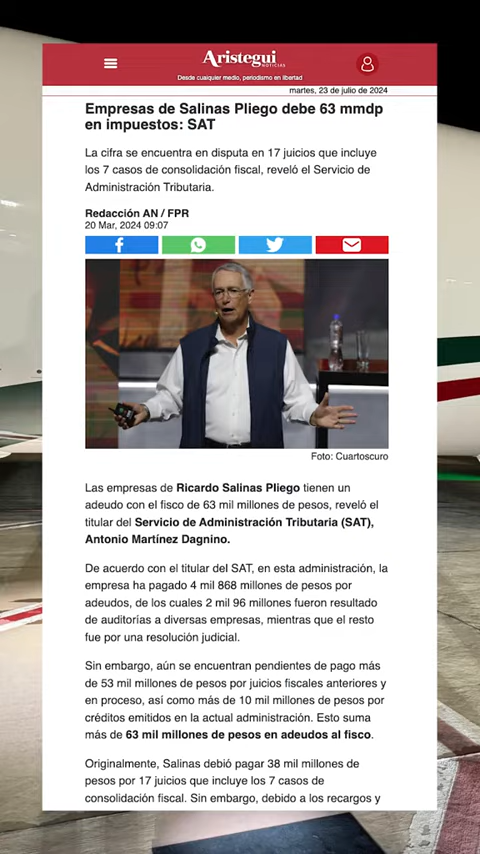 Aristegui
NOTICIAS
Desde cualquier medio, periodismo en libertad
martes, 23 de julio de 2024
Empresas de Salinas Pliego debe 63 mmdp
en impuestos: SAT
La cifra se encuentra en disputa en 17 juicios que incluye
los 7 casos de consolidación fiscal, reveló el Servicio de
Administración Tributaria.
Redacción AN / FPR
20 Mar, 2024 09:07
Foto: Cuartoscuro
Las empresas de Ricardo Salinas Pliego tienen un
adeudo con el fisco de 63 mil millones de pesos, reveló el
titular del Servicio de Administración Tributaria (SAT),
Antonio Martínez Dagnino.
De acuerdo con el titular del SAT, en esta administración, la
empresa ha pagado 4 mil 868 millones de pesos por
adeudos, de los cuales 2 mil 96 millones fueron resultado
de auditorías a diversas empresas, mientras que el resto
fue por una resolución judicial.
Sin embargo, aún se encuentran pendientes de pago más
de 53 mil millones de pesos por juicios fiscales anteriores y
en proceso, así como más de 10 mil millones de pesos por
créditos emitidos en la actual administración. Esto suma
más de 63 mil millones de pesos en adeudos al fisco.
Originalmente, Salinas debió pagar 38 mil millones de
pesos por 17 juicios que incluye los 7 casos de
consolidación fiscal. Sin embargo, debido a los recargos y